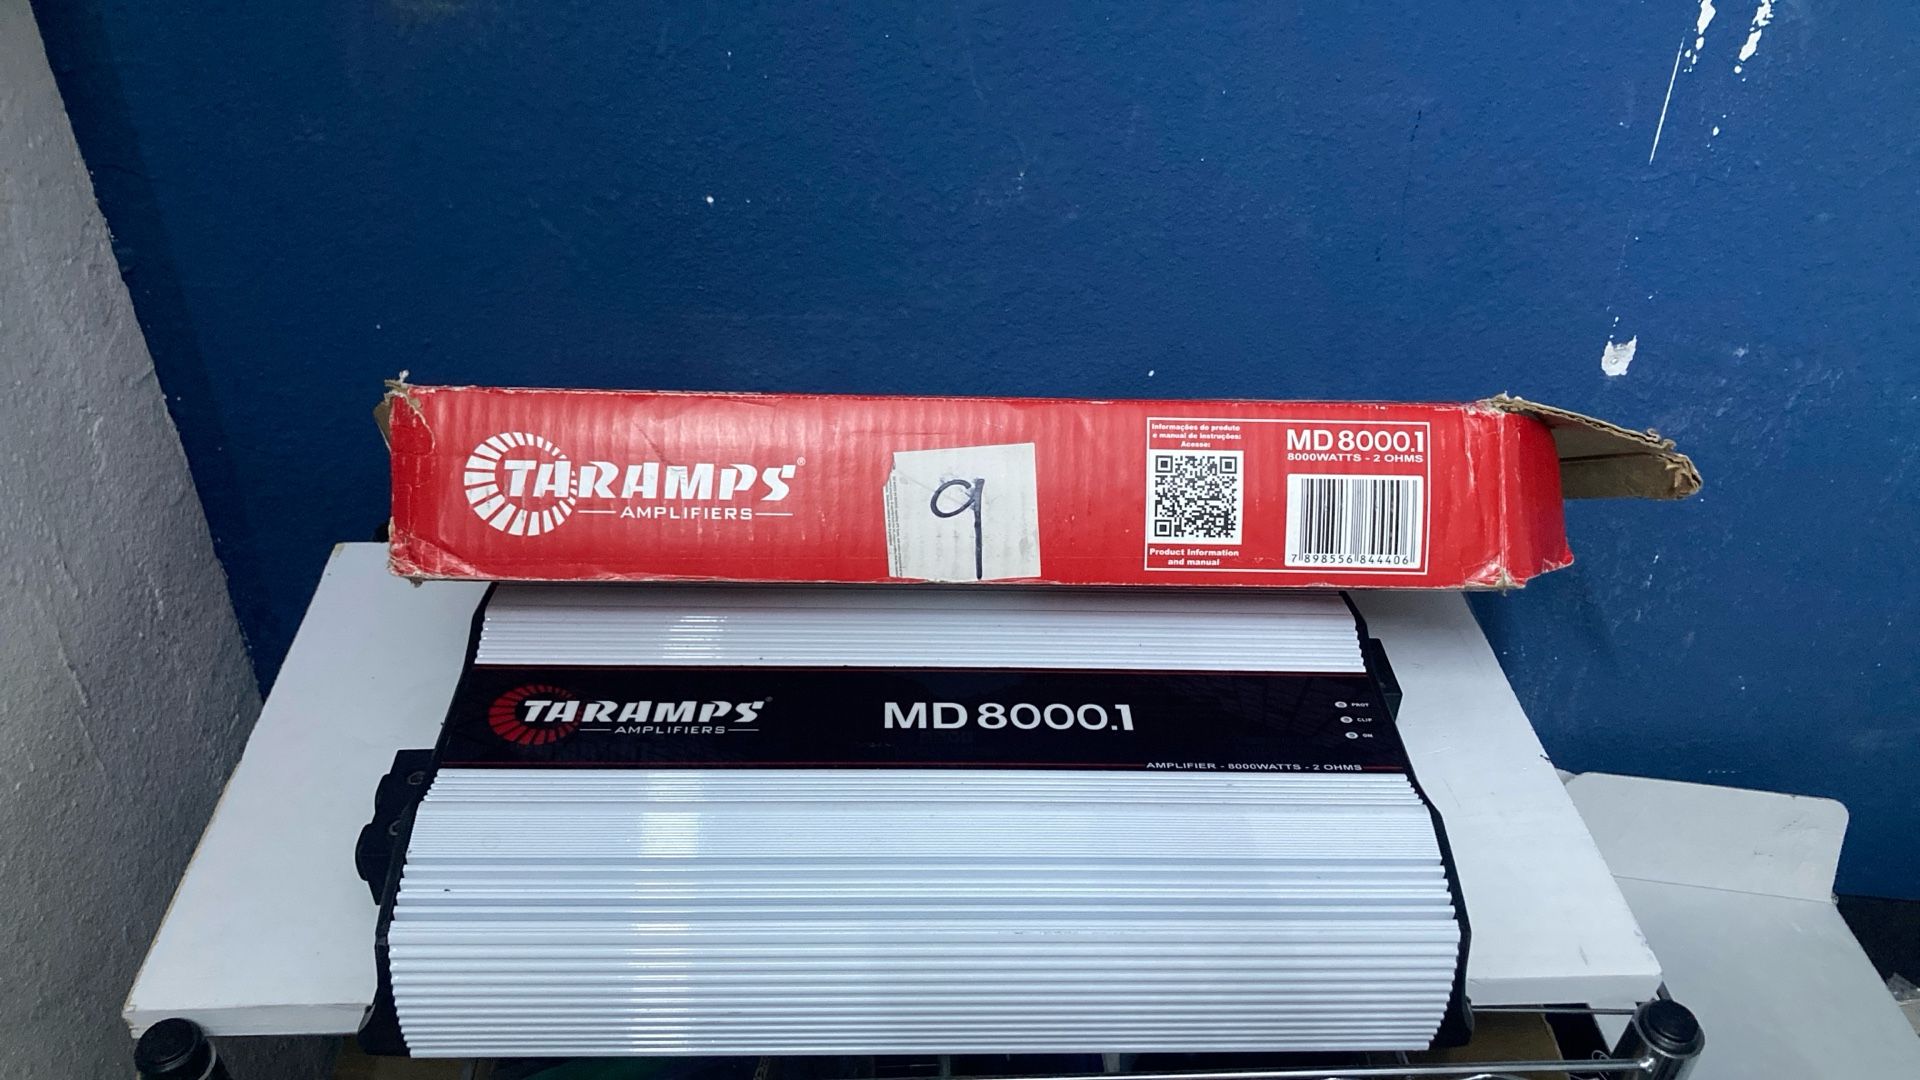 TARAMPS®
AMPLIFIERS
9
Informações do produto
e manual de instruções:
Acesse:
Product Information
and manual
MD 8000.1
8000WATTS - 2 OHMS
7 898556 844406
TARAMPS®
AMPLIFIERS
MD 8000.1
PROT
CLIP
ON
AMPLIFIER - 8000WATTS - 2 OHMS